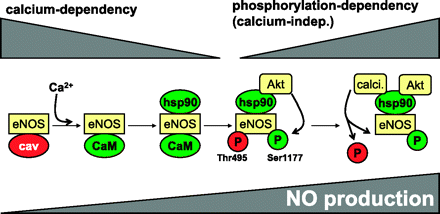 calcium-dependency
phosphorylation-dependency
(calcium-indep.)
Ca2+
eNOS
cav
eNOS
CaM
hsp90
eNOS
CaM
Akt
hsp90
eNOS
P
P
Thr495
Ser1177
calci.
Akt
hsp90
eNOS
P
P
NO production